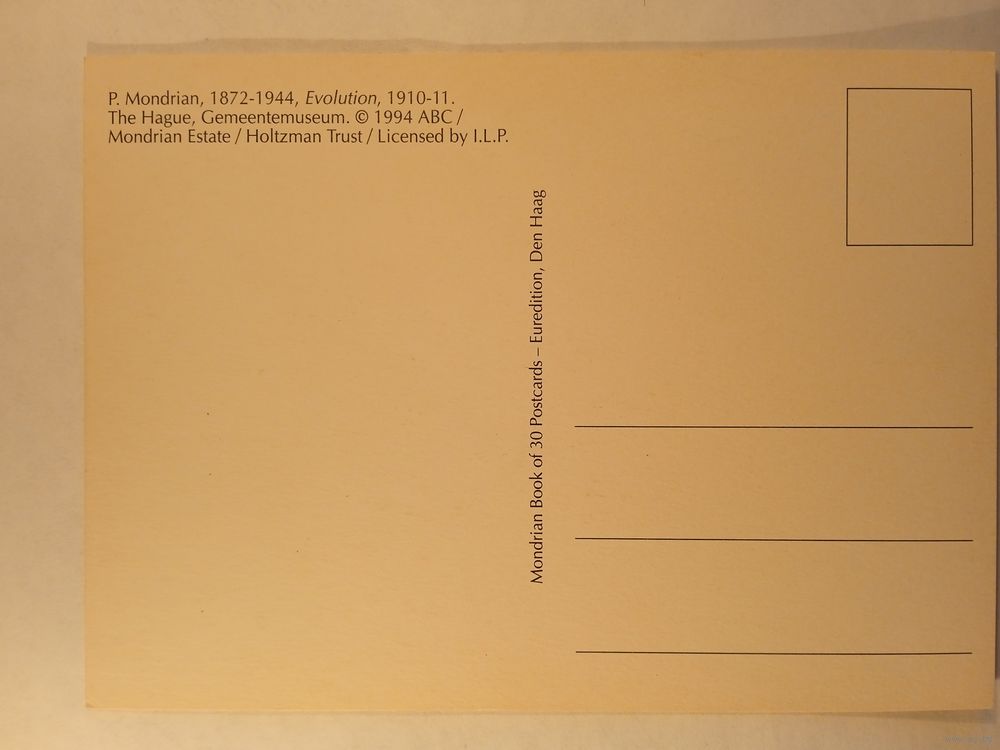 P. Mondrian, 1872-1944, Evolution, 1910-11.
The Hague, Gemeentemuseum. © 1994 ABC /
Mondrian Estate / Holtzman Trust / Licensed by I.L.P.
Mondrian Book of 30 Postcards – Euredition, Den Haag